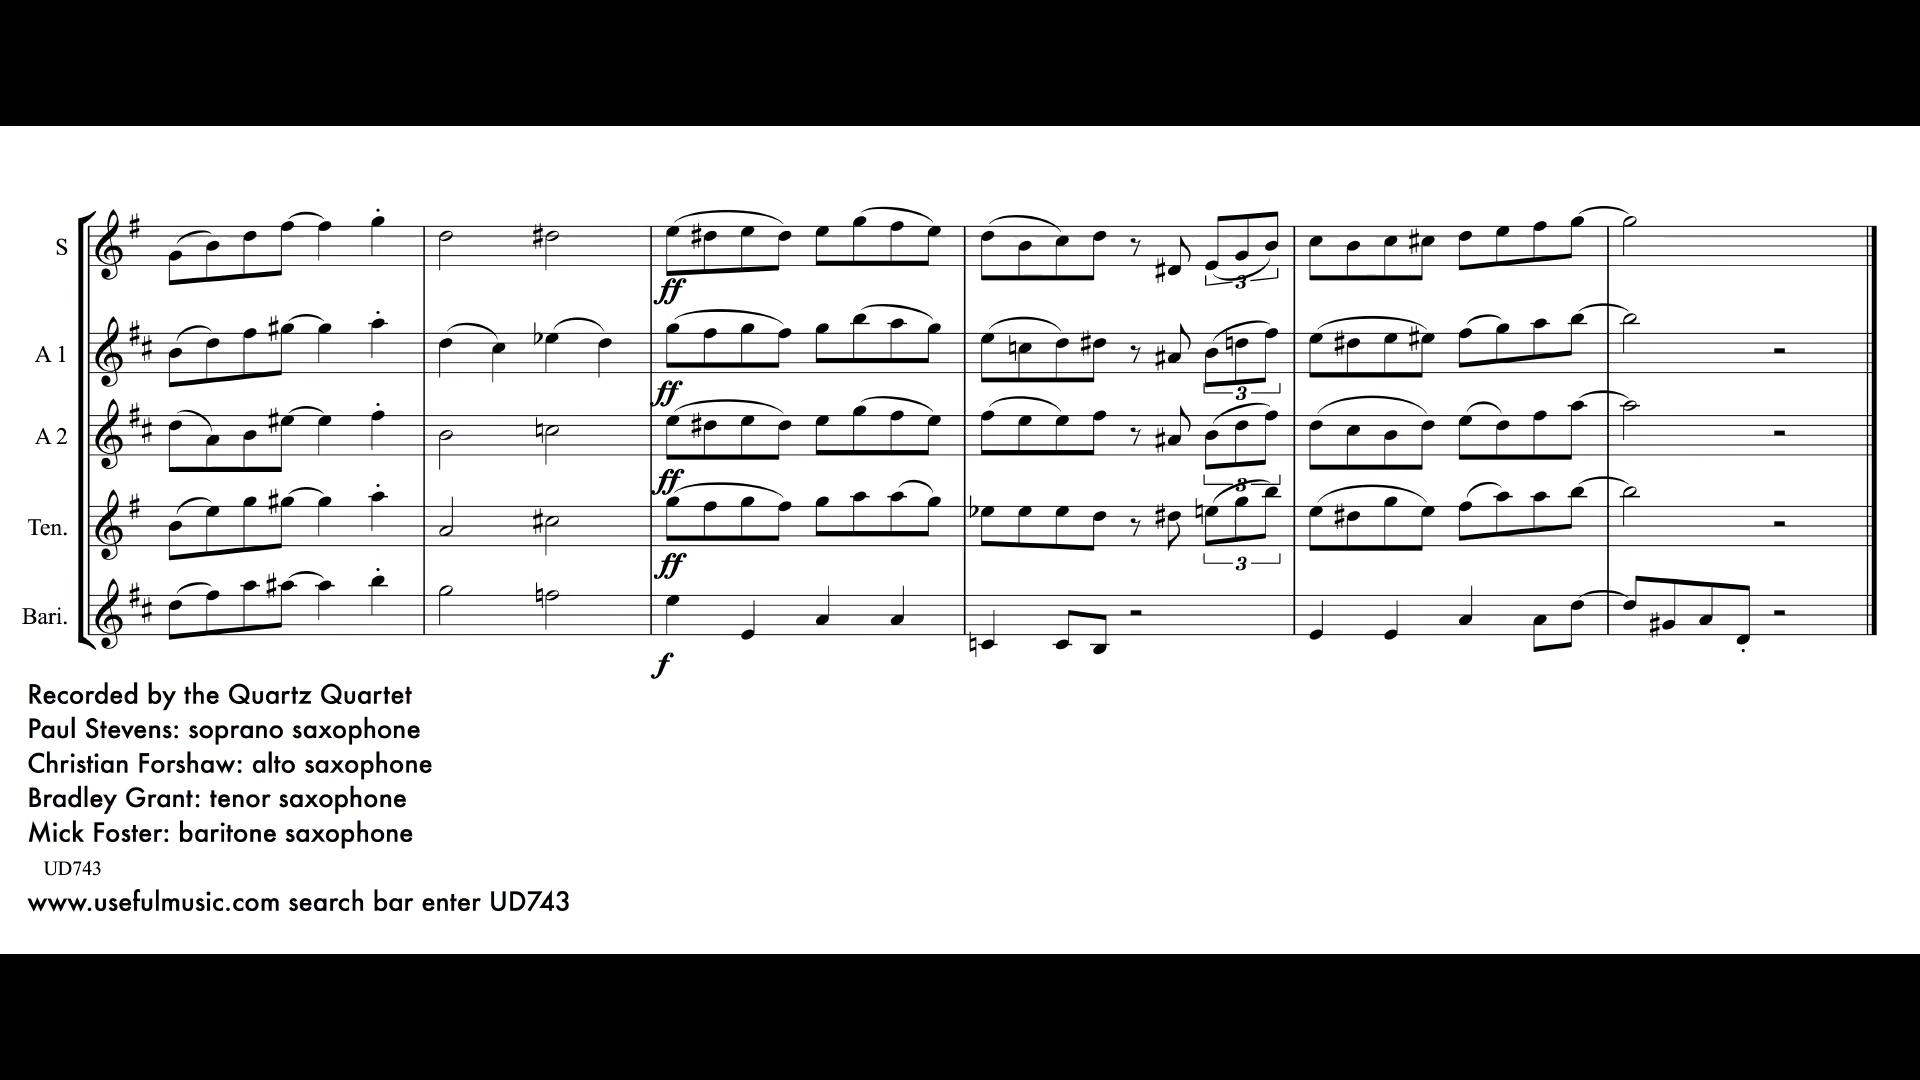 S
3
ff
A 1
3
ff
A 2
3
ff
Ten.
3
ff
Bari.
f
Recorded by the Quartz Quartet
Paul Stevens: soprano saxophone
Christian Forshaw: alto saxophone
Bradley Grant: tenor saxophone
Mick Foster: baritone saxophone
UD743
www.usefulmusic.com search bar enter UD743